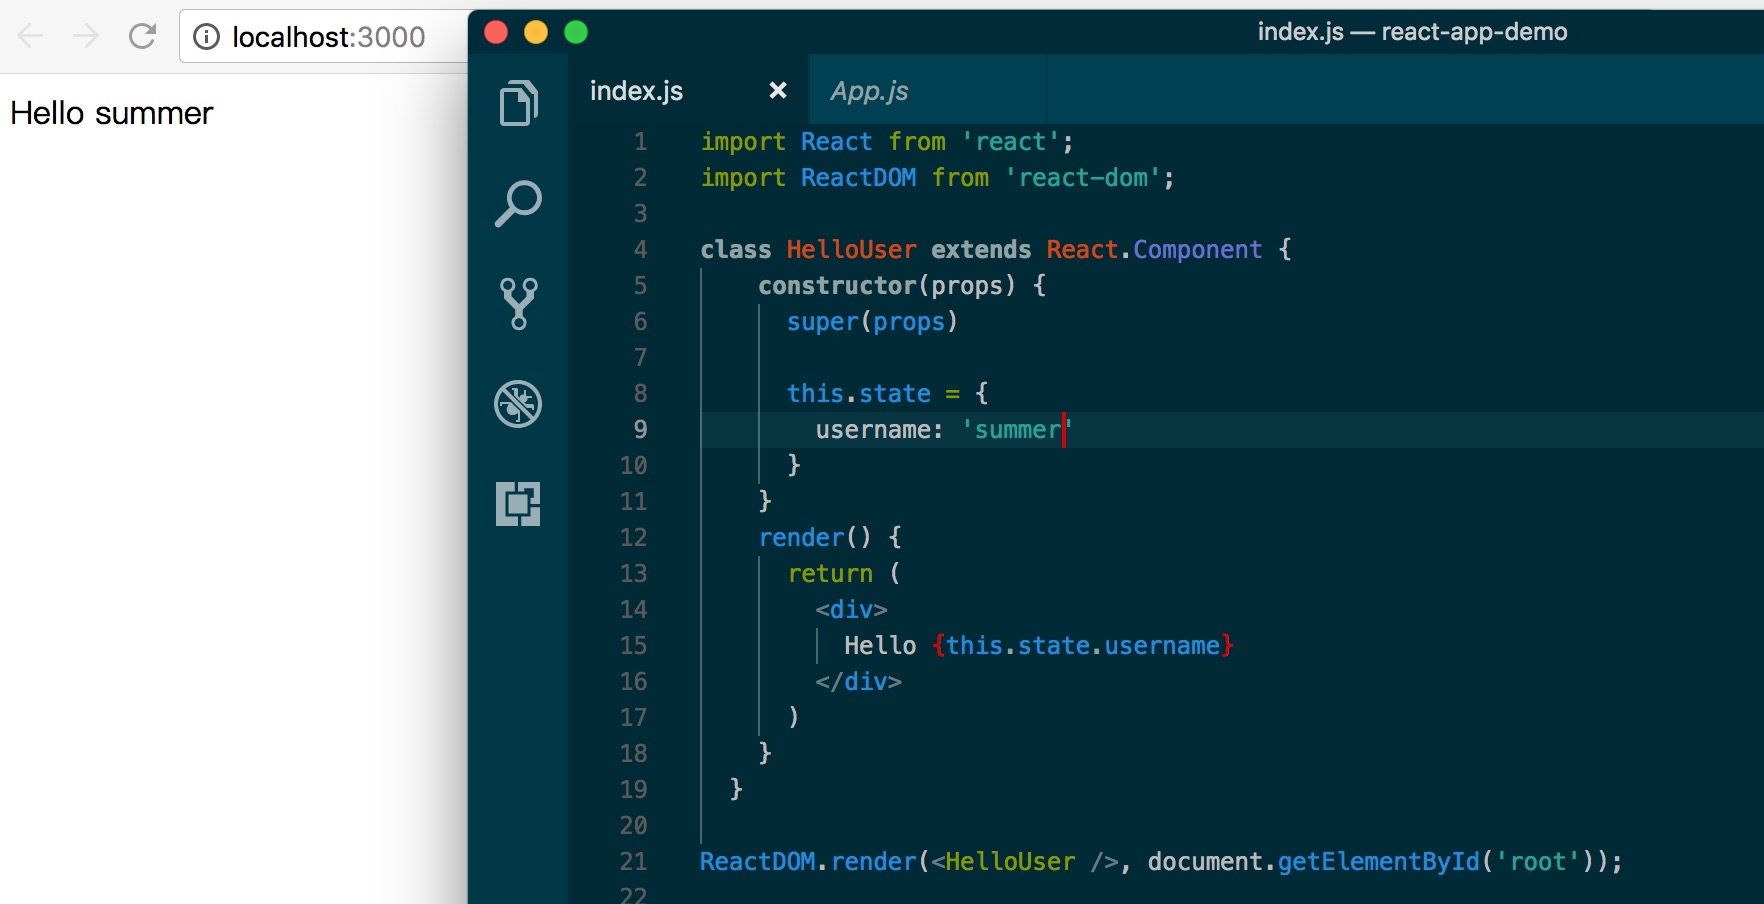 localhost:3000
Hello summer
index.js — react-app-demo
index.js × App.js
1 import React from 'react';
2 import ReactDOM from 'react-dom';
3
4 class HelloUser extends React.Component {
5 constructor(props) {
6 super(props)
7
8 this.state = {
9 username: 'summer'
10 }
11 }
12 render() {
13 return (
14 <div>
15 Hello {this.state.username}
16 </div>
17 )
18 }
19 }
20
21 ReactDOM.render(<HelloUser />, document.getElementById('root'));
22